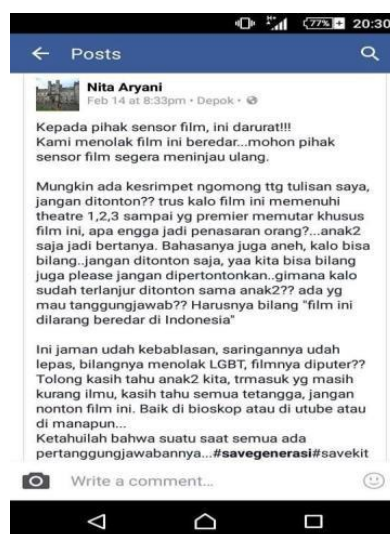 77% 20:30
Posts
Nita Aryani
Feb 14 at 8:33pm • Depok •
Kepada pihak sensor film, ini darurat!!!
Kami menolak film ini beredar...mohon pihak
sensor film segera meninjau ulang.
Mungkin ada kesrimpet ngomong ttg tulisan saya,
jangan ditonton?? trus kalo film ini memenuhi
theatre 1,2,3 sampai yg premier memutar khusus
film ini, apa engga jadi penasaran orang?...anak2
saja jadi bertanya. Bahasanya juga aneh, kalo bisa
bilang..jangan ditonton saja, yaa kita bisa bilang
juga please jangan dipertontonkan..gimana kalo
sudah terlanjur ditonton sama anak2?? ada yg
mau tanggungjawab?? Harusnya bilang "film ini
dilarang beredar di Indonesia"
Ini jaman udah kebablasan, saringannya udah
lepas, bilangnya menolak LGBT, filmnya diputer??
Tolong kasih tahu anak2 kita, trmasuk yg masih
kurang ilmu, kasih tahu semua tetangga, jangan
nonton film ini. Baik di bioskop atau di utube atau
di manapun...
Ketahuilah bahwa suatu saat semua ada
pertanggungjawabannya...#savegenerasi#savekit
Write a comment...